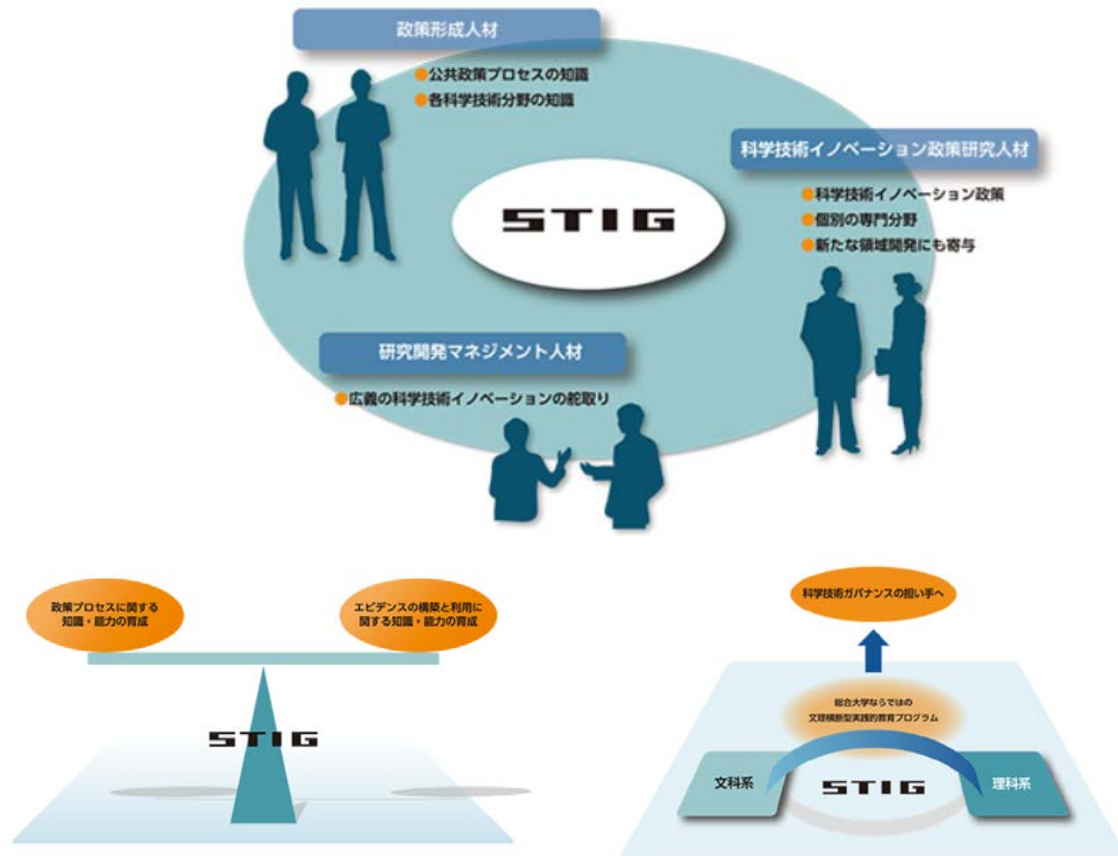 政策形成人材
●公共政策プロセスの知識
●各科学技術分野の知識
科学技術イノベーション政策研究人材
●科学技術イノベーション政策
●個別の専門分野
●新たな領域開発にも寄与
STIG
研究開発マネジメント人材
●広義の科学技術イノベーションの舵取り
政策プロセスに関する
知識・能力の育成
エビデンスの構築と利用に
関する知識・能力の育成
STIG
科学技術ガバナンスの担い手へ
総合大学ならではの
文理横断型実践的教育プログラム
文科系
STIG
理科系